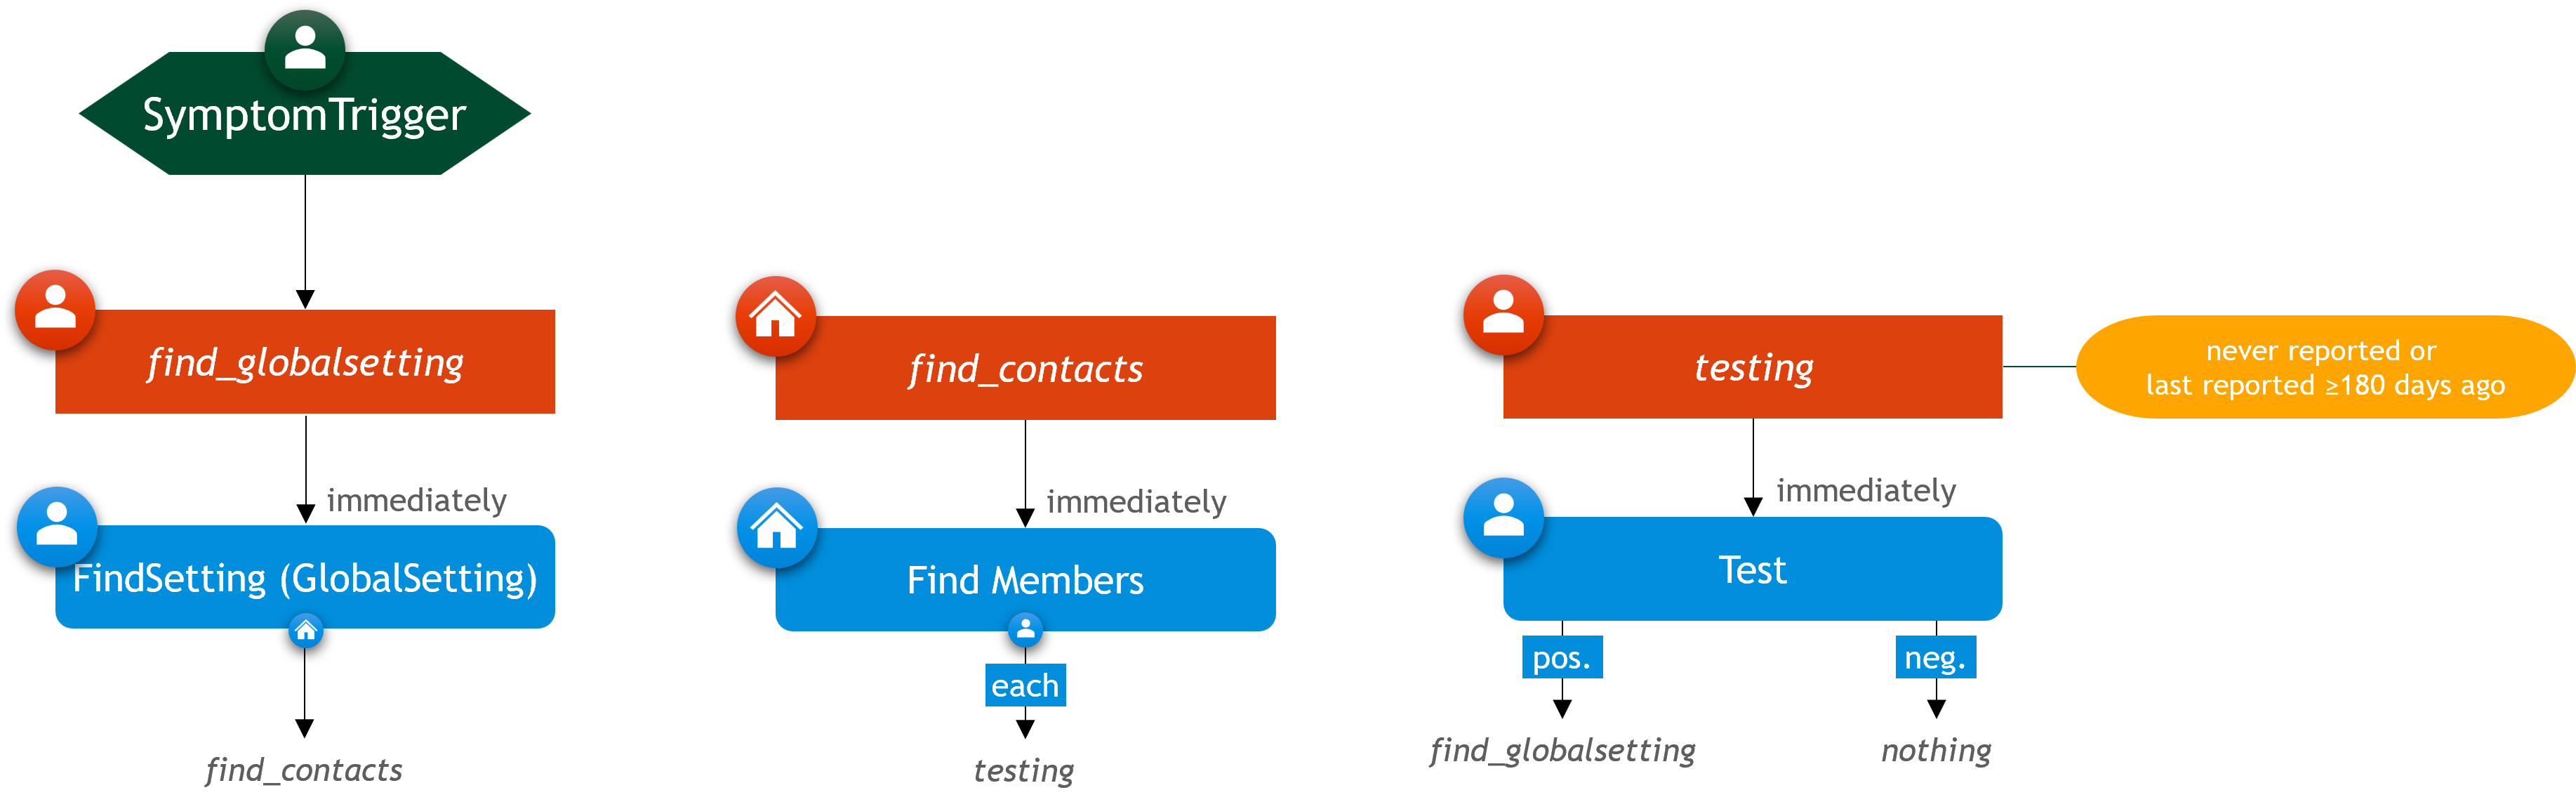 SymptomTrigger
find_globalsetting
immediately
FindSetting (GlobalSetting)
find_contacts
find_contacts
immediately
Find Members
each
testing
testing
never reported or
last reported ≥180 days ago
immediately
Test
pos.
neg.
find_globalsetting
nothing